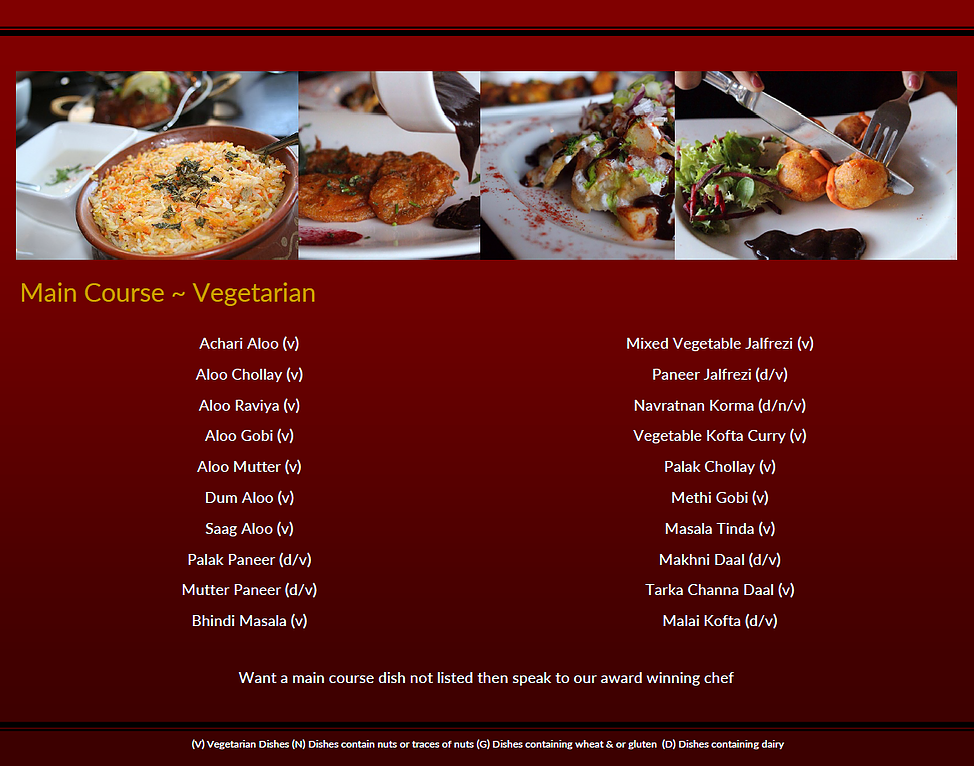 Main Course ~ Vegetarian
Achari Aloo (v)
Aloo Chollay (v)
Aloo Raviya (v)
Aloo Gobi (v)
Aloo Mutter (v)
Dum Aloo (v)
Saag Aloo (v)
Palak Paneer (d/v)
Mutter Paneer (d/v)
Bhindi Masala (v)
Mixed Vegetable Jalfrezi (v)
Paneer Jalfrezi (d/v)
Navratnan Korma (d/n/v)
Vegetable Kofta Curry (v)
Palak Chollay (v)
Methi Gobi (v)
Masala Tinda (v)
Makhni Daal (d/v)
Tarka Channa Daal (v)
Malai Kofta (d/v)
Want a main course dish not listed then speak to our award winning chef
(V) Vegetarian Dishes (N) Dishes contain nuts or traces of nuts (G) Dishes containing wheat & or gluten (D) Dishes containing dairy